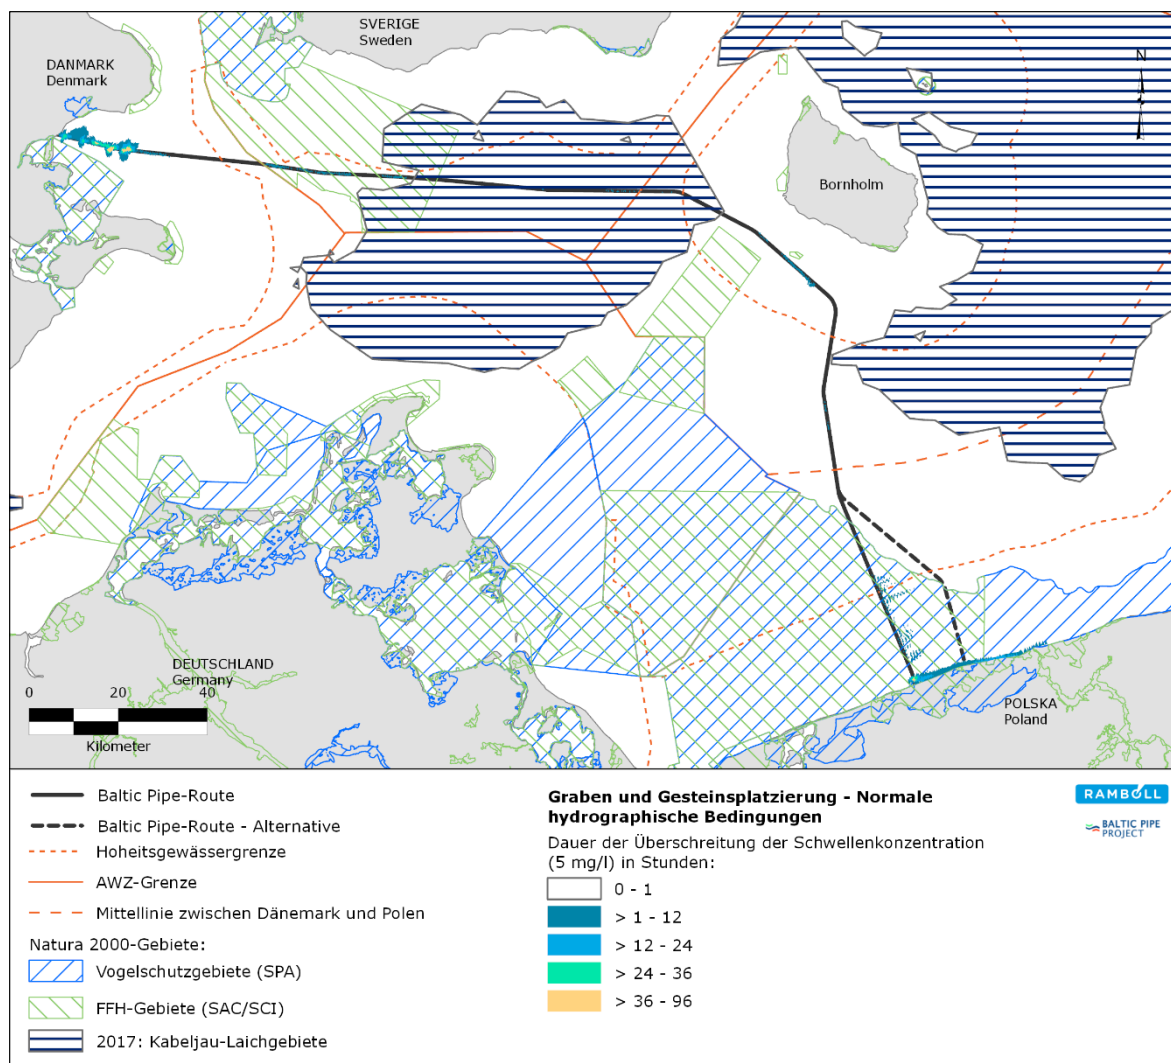 SVERIGE
Sweden
DANMARK
Denmark
N
Bornholm
DEUTSCHLAND
Germany
0 20 40
Kilometer
POLSKA
Poland
Baltic Pipe-Route
Baltic Pipe-Route - Alternative
Hoheitsgewässergrenze
AWZ-Grenze
Mittellinie zwischen Dänemark und Polen
Natura 2000-Gebiete:
Vogelschutzgebiete (SPA)
FFH-Gebiete (SAC/SCI)
2017: Kabeljau-Laichgebiete
Graben und Gesteinsplatzierung - Normale
hydrographische Bedingungen
Dauer der Überschreitung der Schwellenkonzentration
(5 mg/l) in Stunden:
0 - 1
> 1 - 12
> 12 - 24
> 24 - 36
> 36 - 96
RAMBOLL
BALTIC PIPE
PROJECT